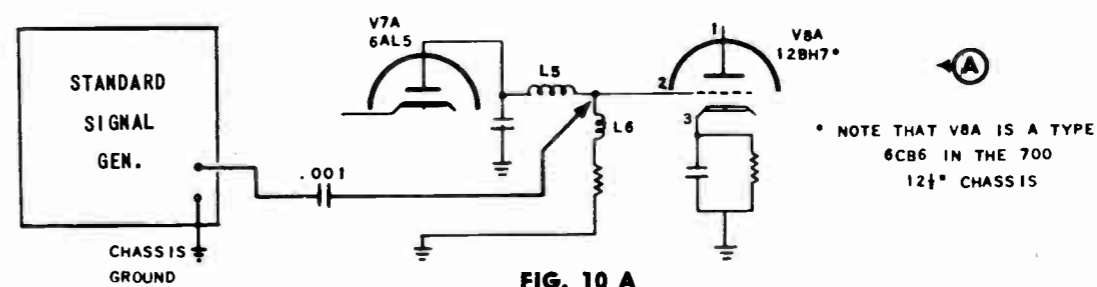 STANDARD
SIGNAL
GEN.
CHASSIS
GROUND
.001
V7A
6AL5
L5
L6
1
2
3
V8A
12BH7*
A
* NOTE THAT V8A IS A TYPE
6CB6 IN THE 700
12½" CHASSIS
FIG. 10 A